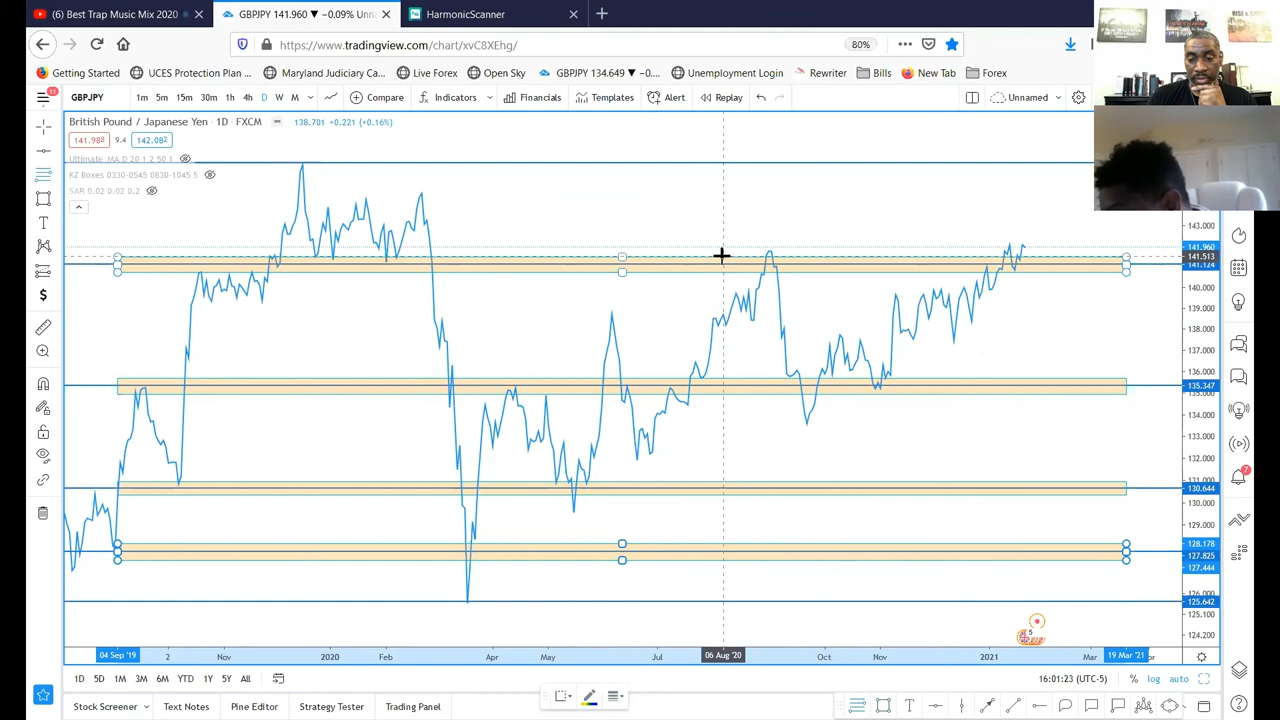 (6) Best Trap Music Mix 2020
GBPJPY 141.960 ▼ −0.09% Unna
Harmonic Scanner
https://www.tradingview.com/chart/xvC8XEhg/
80%
Getting Started
UCES Protection Plan ...
Maryland Judiciary Ca...
Live Forex
Open Sky
GBPJPY 134.649 ▼ −0....
Unemployment Login
Rewriter
Bills
New Tab
Forex
11
GBPJPY
1m 5m 15m 30m 1h 4h D W M
Compare
Indicators
Financials
Templates
Alert
Replay
Unnamed
British Pound / Japanese Yen · 1D · FXCM
138.701 +0.221 (+0.16%)
141.988 9.4 142.082
Ultimate_MA D 20 1 2 50 1
KZ Boxes 0330-0545 0830-1045 5
SAR 0.02 0.02 0.2
143.000
141.960
141.513
141.124
140.000
139.000
138.000
137.000
136.000
135.347
135.000
134.000
133.000
132.000
131.000
130.644
129.000
128.178
127.825
127.444
126.000
125.642
125.100
124.200
7
5
04 Sep '19
2
Nov
2020
Feb
Apr
May
Jul
06 Aug '20
Oct
Nov
2021
Mar
19 Mar '21
1D 5D 1M 3M 6M YTD 1Y 5Y All
16:01:23 (UTC-5)
% log auto
Stock Screener
Text Notes
Pine Editor
Strategy Tester
Trading Panel